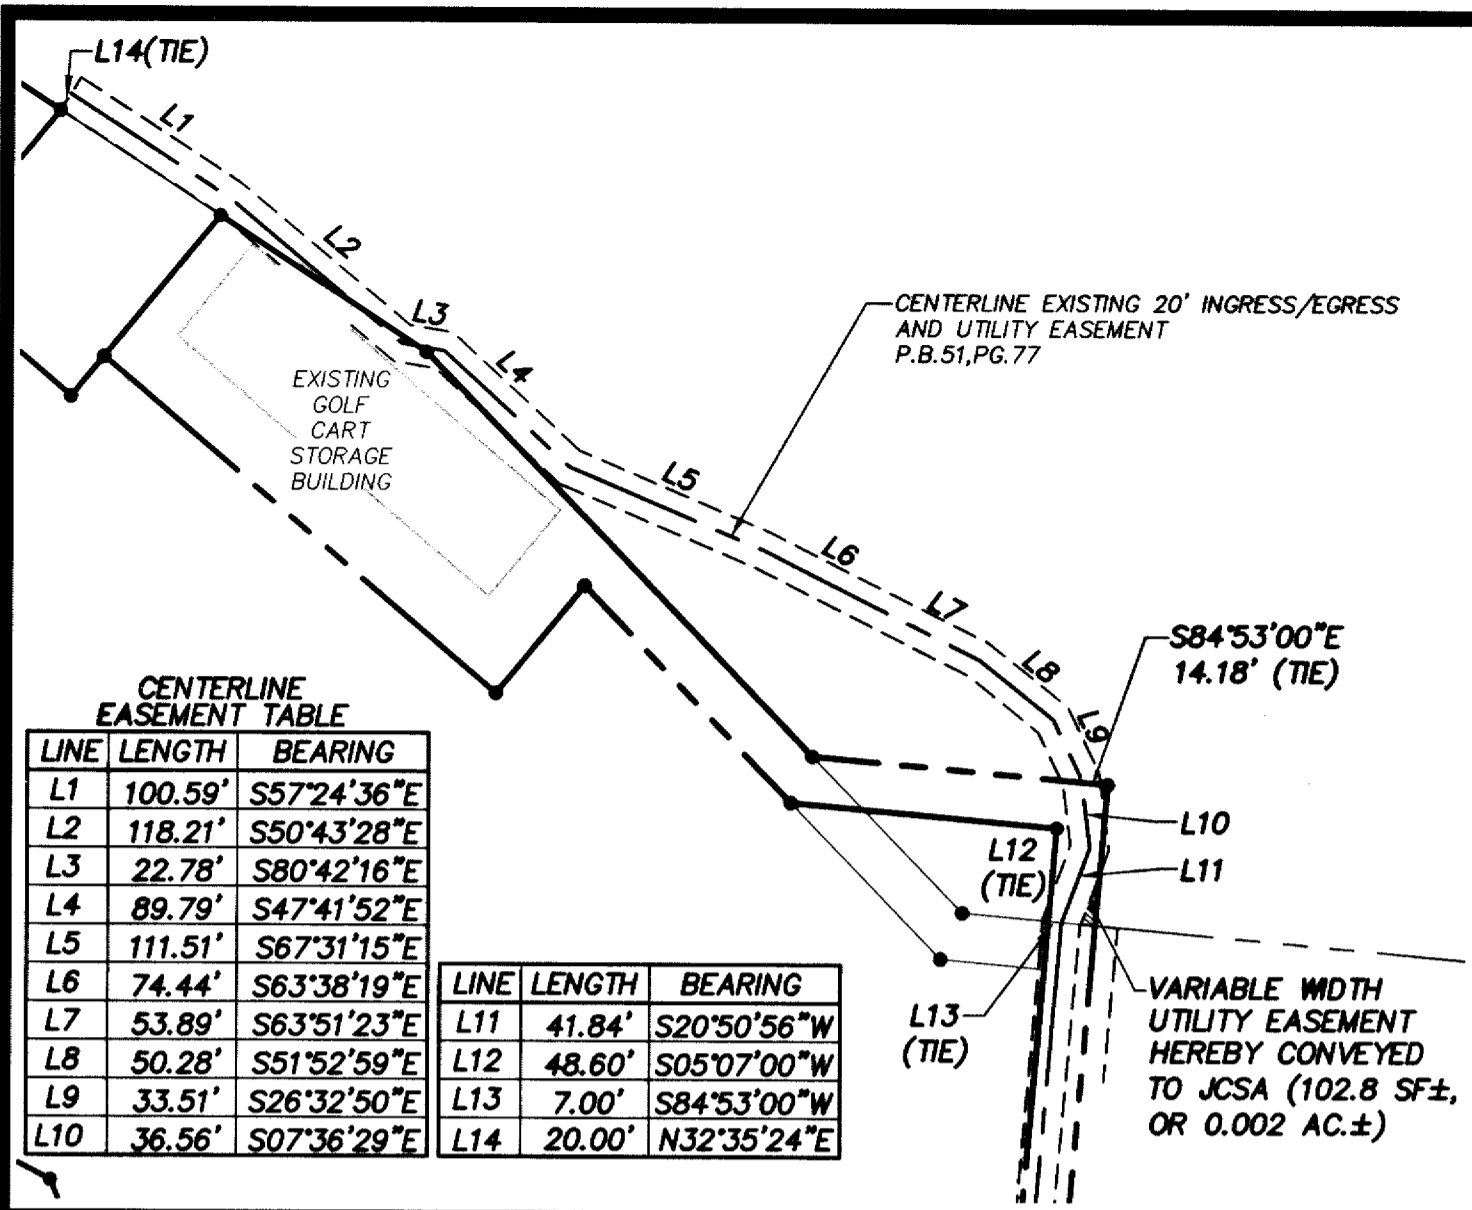 L14(TIE)
L1
L2
L3
L4
CENTERLINE EXISTING 20' INGRESS/EGRESS
AND UTILITY EASEMENT
P.B.51,PG.77
EXISTING
GOLF
CART
STORAGE
BUILDING
L5
L6
L7
L8
L9
S84°53'00"E
14.18' (TIE)
L10
L11
L12
(TIE)
L13
(TIE)
VARIABLE WIDTH
UTILITY EASEMENT
HEREBY CONVEYED
TO JCSA (102.8 SF±,
OR 0.002 AC.±)
CENTERLINE
EASEMENT TABLE
LINE LENGTH BEARING
L1 100.59' S57°24'36"E
L2 118.21' S50°43'28"E
L3 22.78' S80°42'16"E
L4 89.79' S47°41'52"E
L5 111.51' S67°31'15"E
L6 74.44' S63°38'19"E
L7 53.89' S63°51'23"E
L8 50.28' S51°52'59"E
L9 33.51' S26°32'50"E
L10 36.56' S07°36'29"E
LINE LENGTH BEARING
L11 41.84' S20°50'56"W
L12 48.60' S05°07'00"W
L13 7.00' S84°53'00"W
L14 20.00' N32°35'24"E